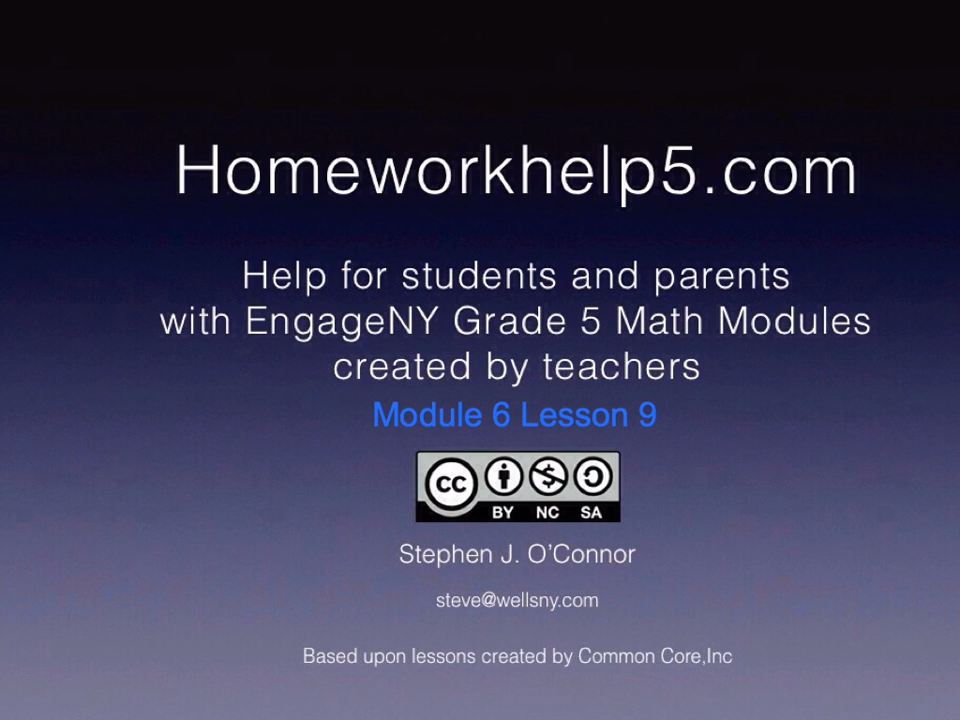 Homeworkhelp5.com
Help for students and parents
with EngageNY Grade 5 Math Modules
created by teachers
Module 6 Lesson 9
cc
BY NC SA
Stephen J. O’Connor
steve@wellsny.com
Based upon lessons created by Common Core,Inc